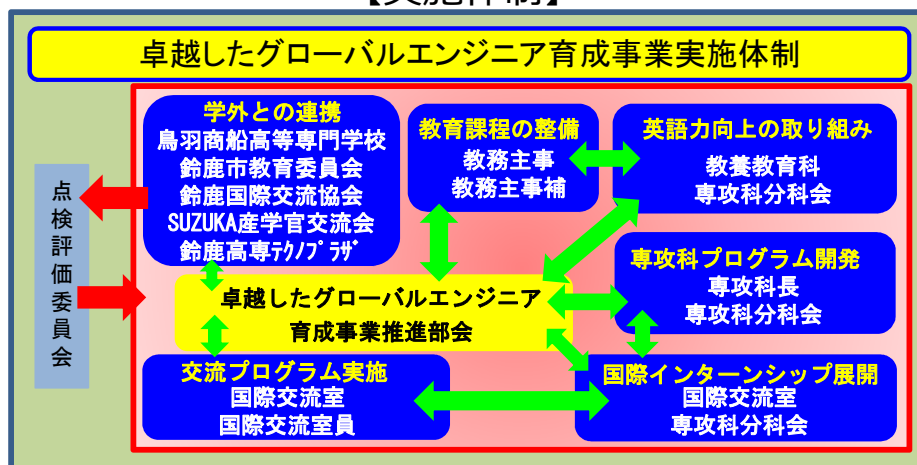 【実施体制】
卓越したグローバルエンジニア育成事業実施体制
学外との連携
鳥羽商船高等専門学校
鈴鹿市教育委員会
鈴鹿国際交流協会
SUZUKA産学官交流会
鈴鹿高専ﾃｸﾉﾌﾟﾗｻﾞ
教育課程の整備
教務主事
教務主事補
英語力向上の取り組み
教養教育科
専攻科分科会
点検評価委員会
専攻科プログラム開発
専攻科長
専攻科分科会
卓越したグローバルエンジニア
育成事業推進部会
交流プログラム実施
国際交流室
国際交流室員
国際インターンシップ展開
国際交流室
専攻科分科会